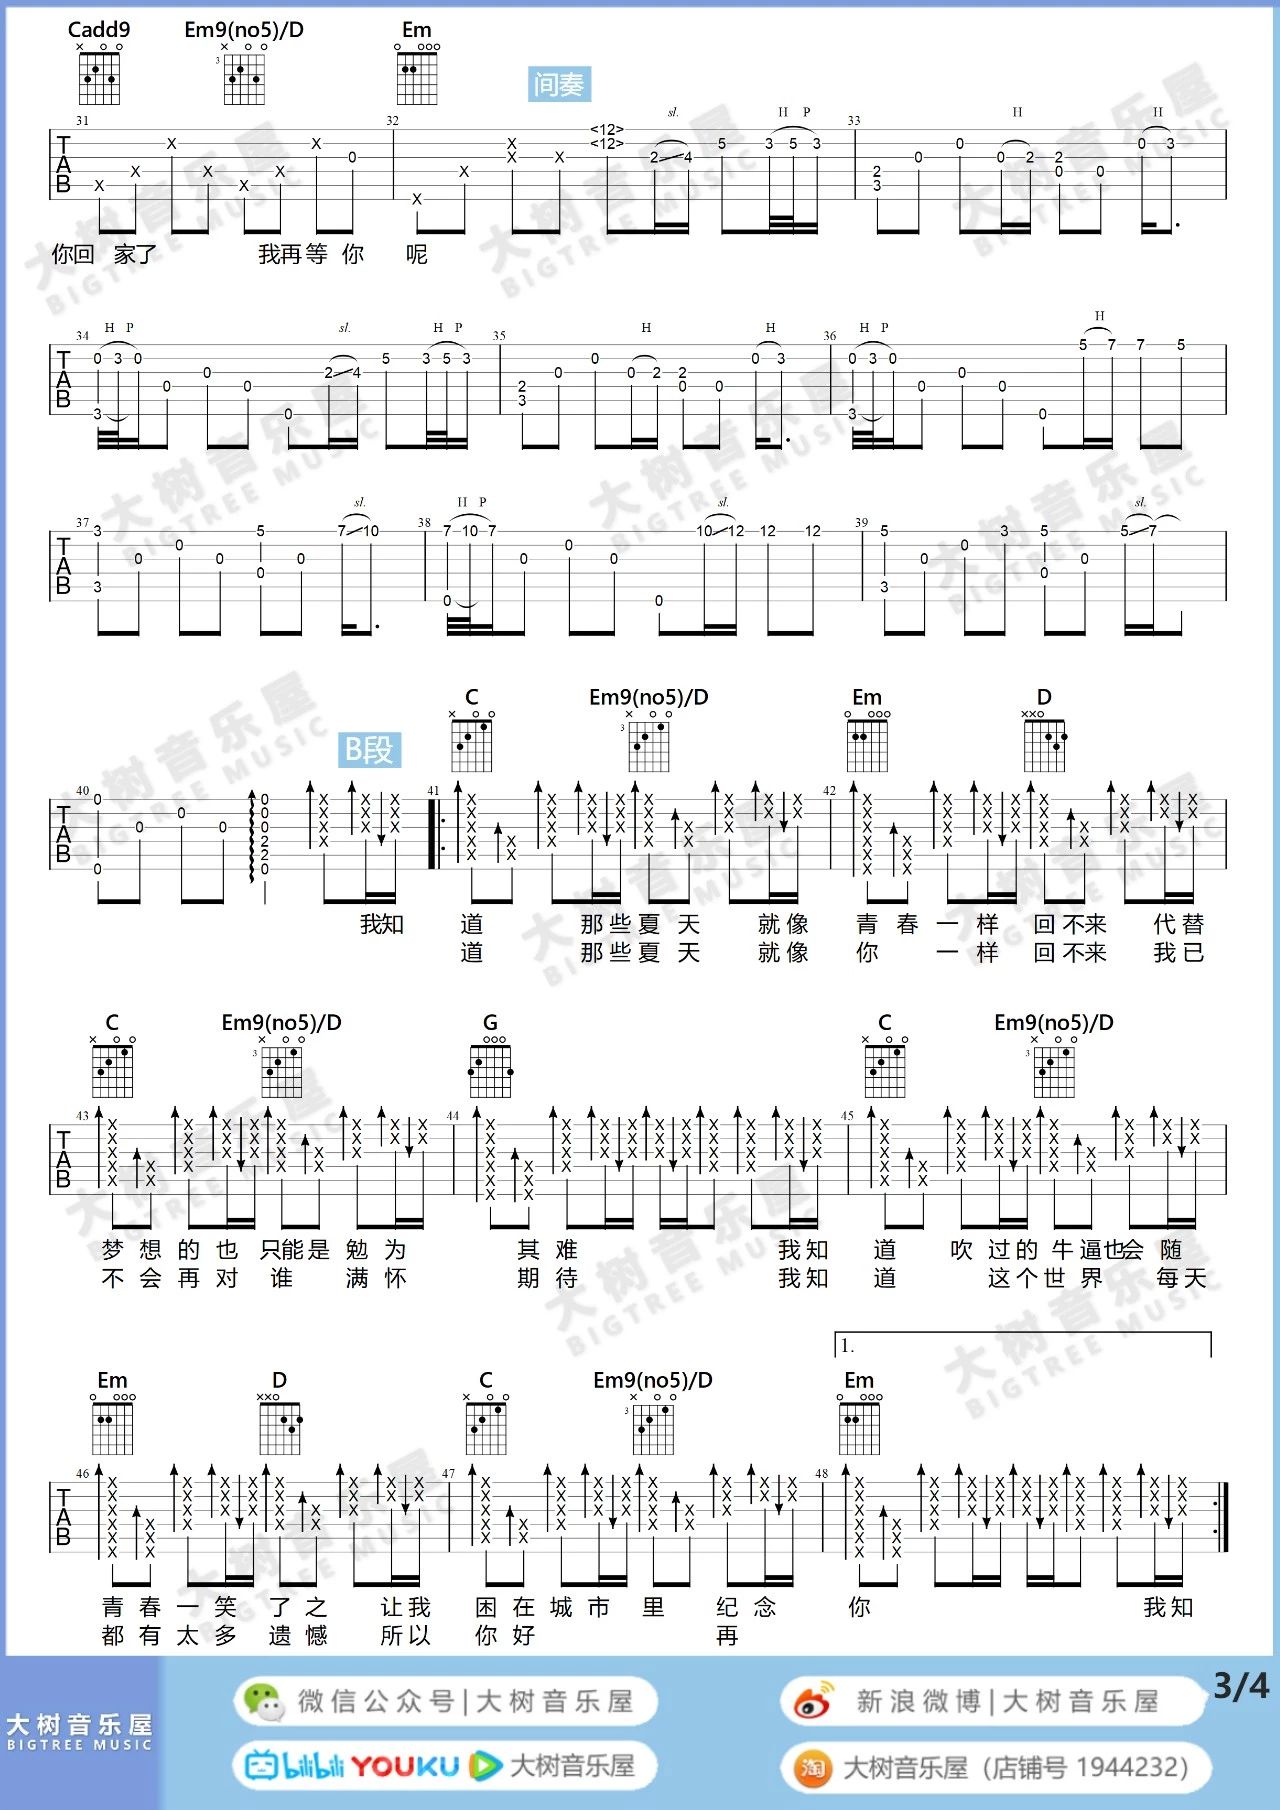 Cadd9 Em9(no5)/D Em
间奏
31 32 33
sl. H P H H
<12>
<12>
你回 家了 我再等 你 呢
34 35 36
H P sl. H P H H H P H
37 38 39
sl. H P sl. sl.
B段
C Em9(no5)/D Em D
40 41 42
我知 道 那些夏 天 就像 青 春 一 样 回 不来 代替
道 那些夏 天 就像 你 一 样 回 不来 我已
C Em9(no5)/D G C Em9(no5)/D
43 44 45
梦 想 的 也 只能是 勉 为 其 难 我知 道 吹 过的 牛 逼也会 随
不 会 再 对 谁 满 怀 期 待 我知 道 这个世 界 每天
1.
Em D C Em9(no5)/D Em
46 47 48
青 春 一 笑 了 之 让我 困 在 城 市 里 纪 念 你 我知
都 有 太 多 遗 憾 所以 你 好 再
3/4
大树音乐屋
BIGTREE MUSIC
微信公众号|大树音乐屋
新浪微博|大树音乐屋
bilibili YOUKU 大树音乐屋
淘 大树音乐屋（店铺号 1944232）